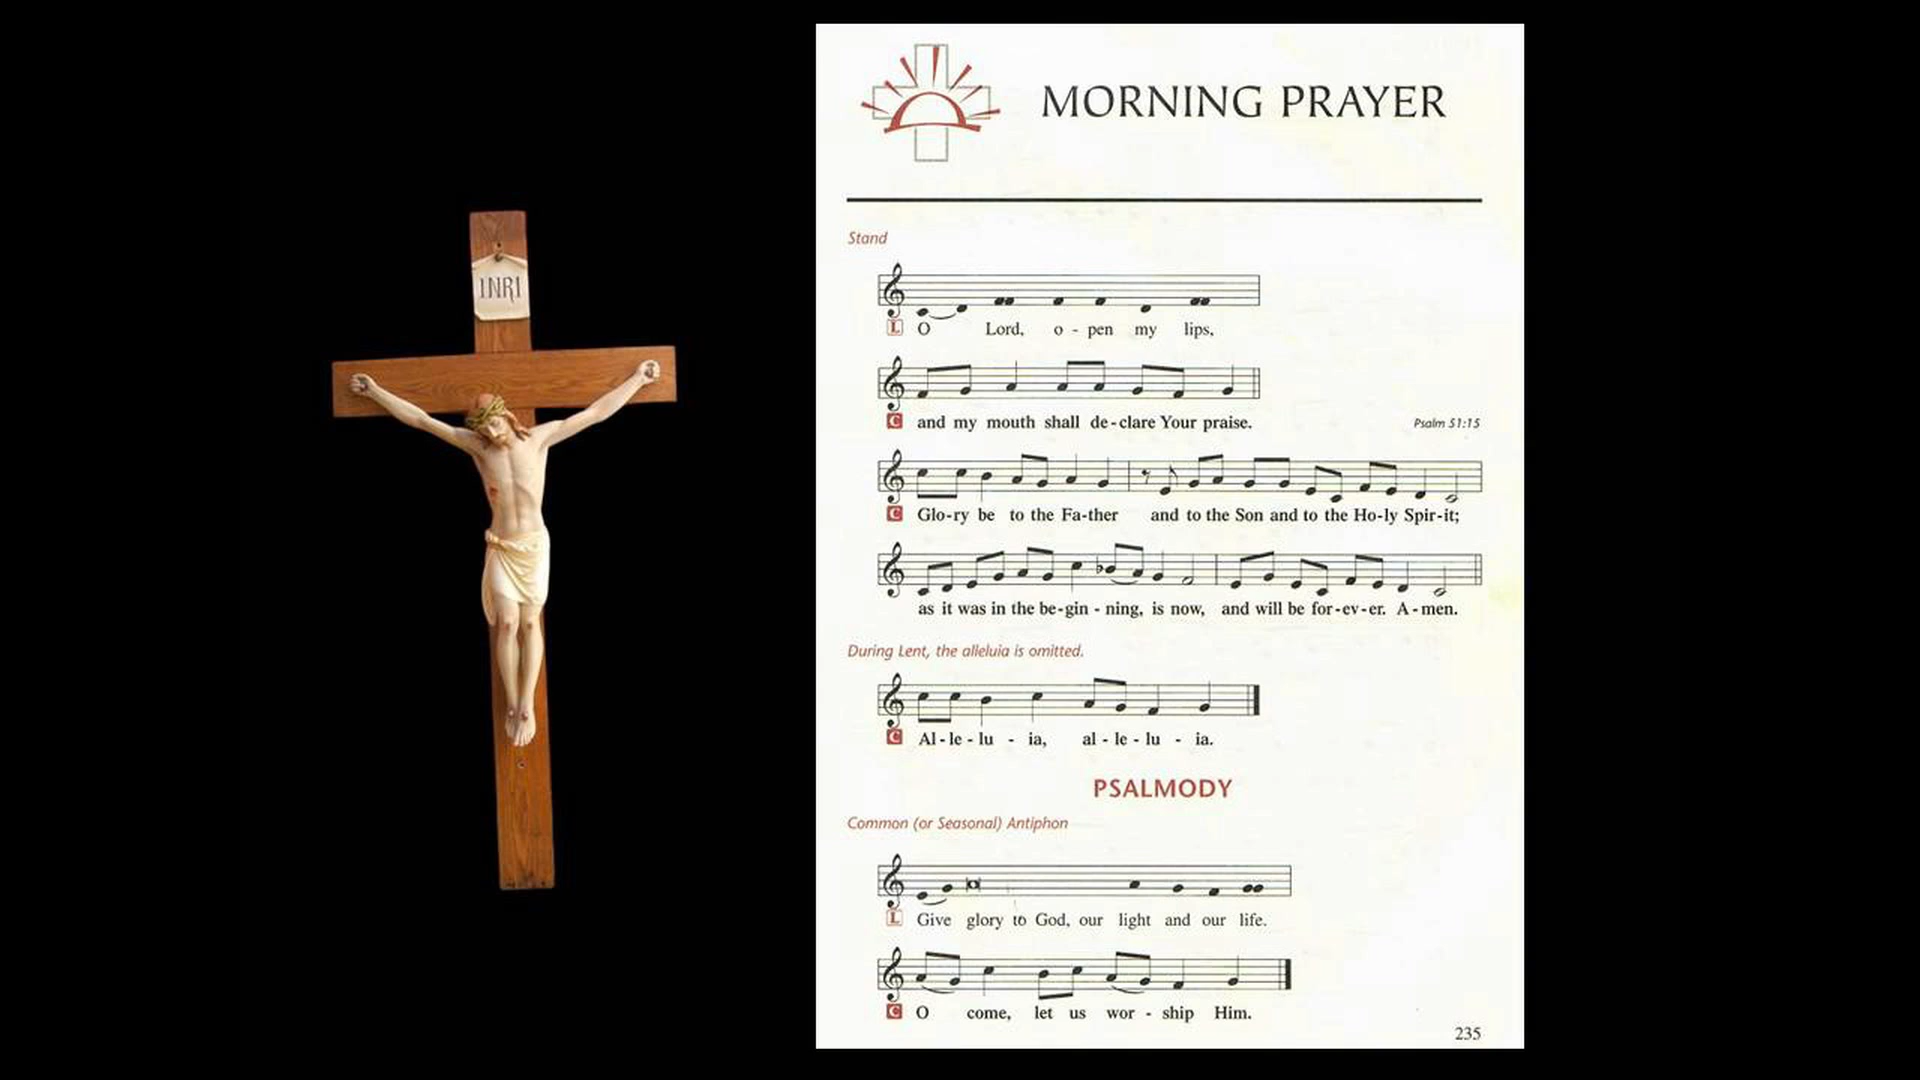 INRI
MORNING PRAYER
Stand
L O Lord, o - pen my lips,
C and my mouth shall de - clare Your praise. Psalm 51:15
C Glo - ry be to the Fa - ther and to the Son and to the Ho - ly Spir - it;
as it was in the be - gin - ning, is now, and will be for - ev - er. A - men.
During Lent, the alleluia is omitted.
C Al - le - lu - ia, al - le - lu - ia.
PSALMODY
Common (or Seasonal) Antiphon
L Give glory to God, our light and our life.
C O come, let us wor - ship Him.
235